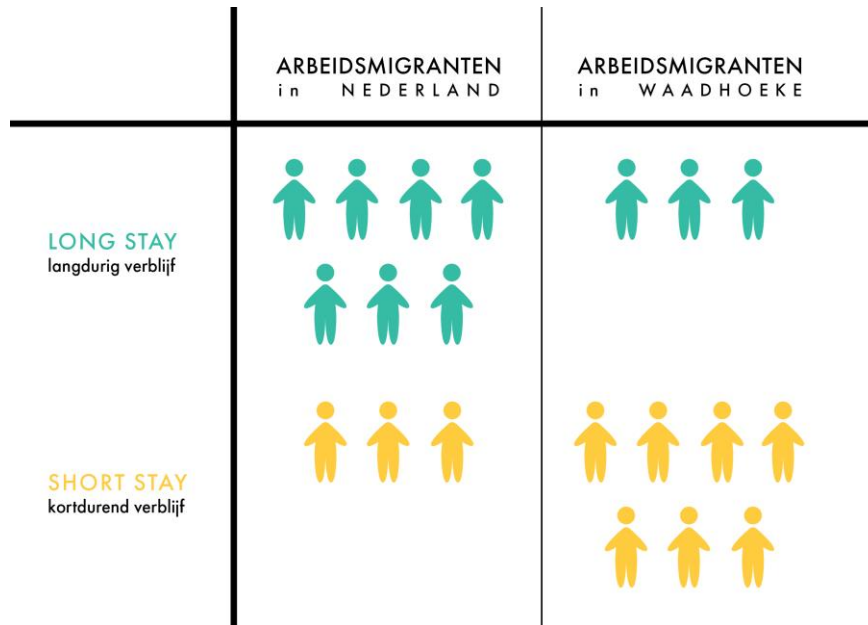 ARBEIDSMIGRANTEN
in NEDERLAND
ARBEIDSMIGRANTEN
in WAADHOEKE
LONG STAY
langdurig verblijf
SHORT STAY
kortdurend verblijf